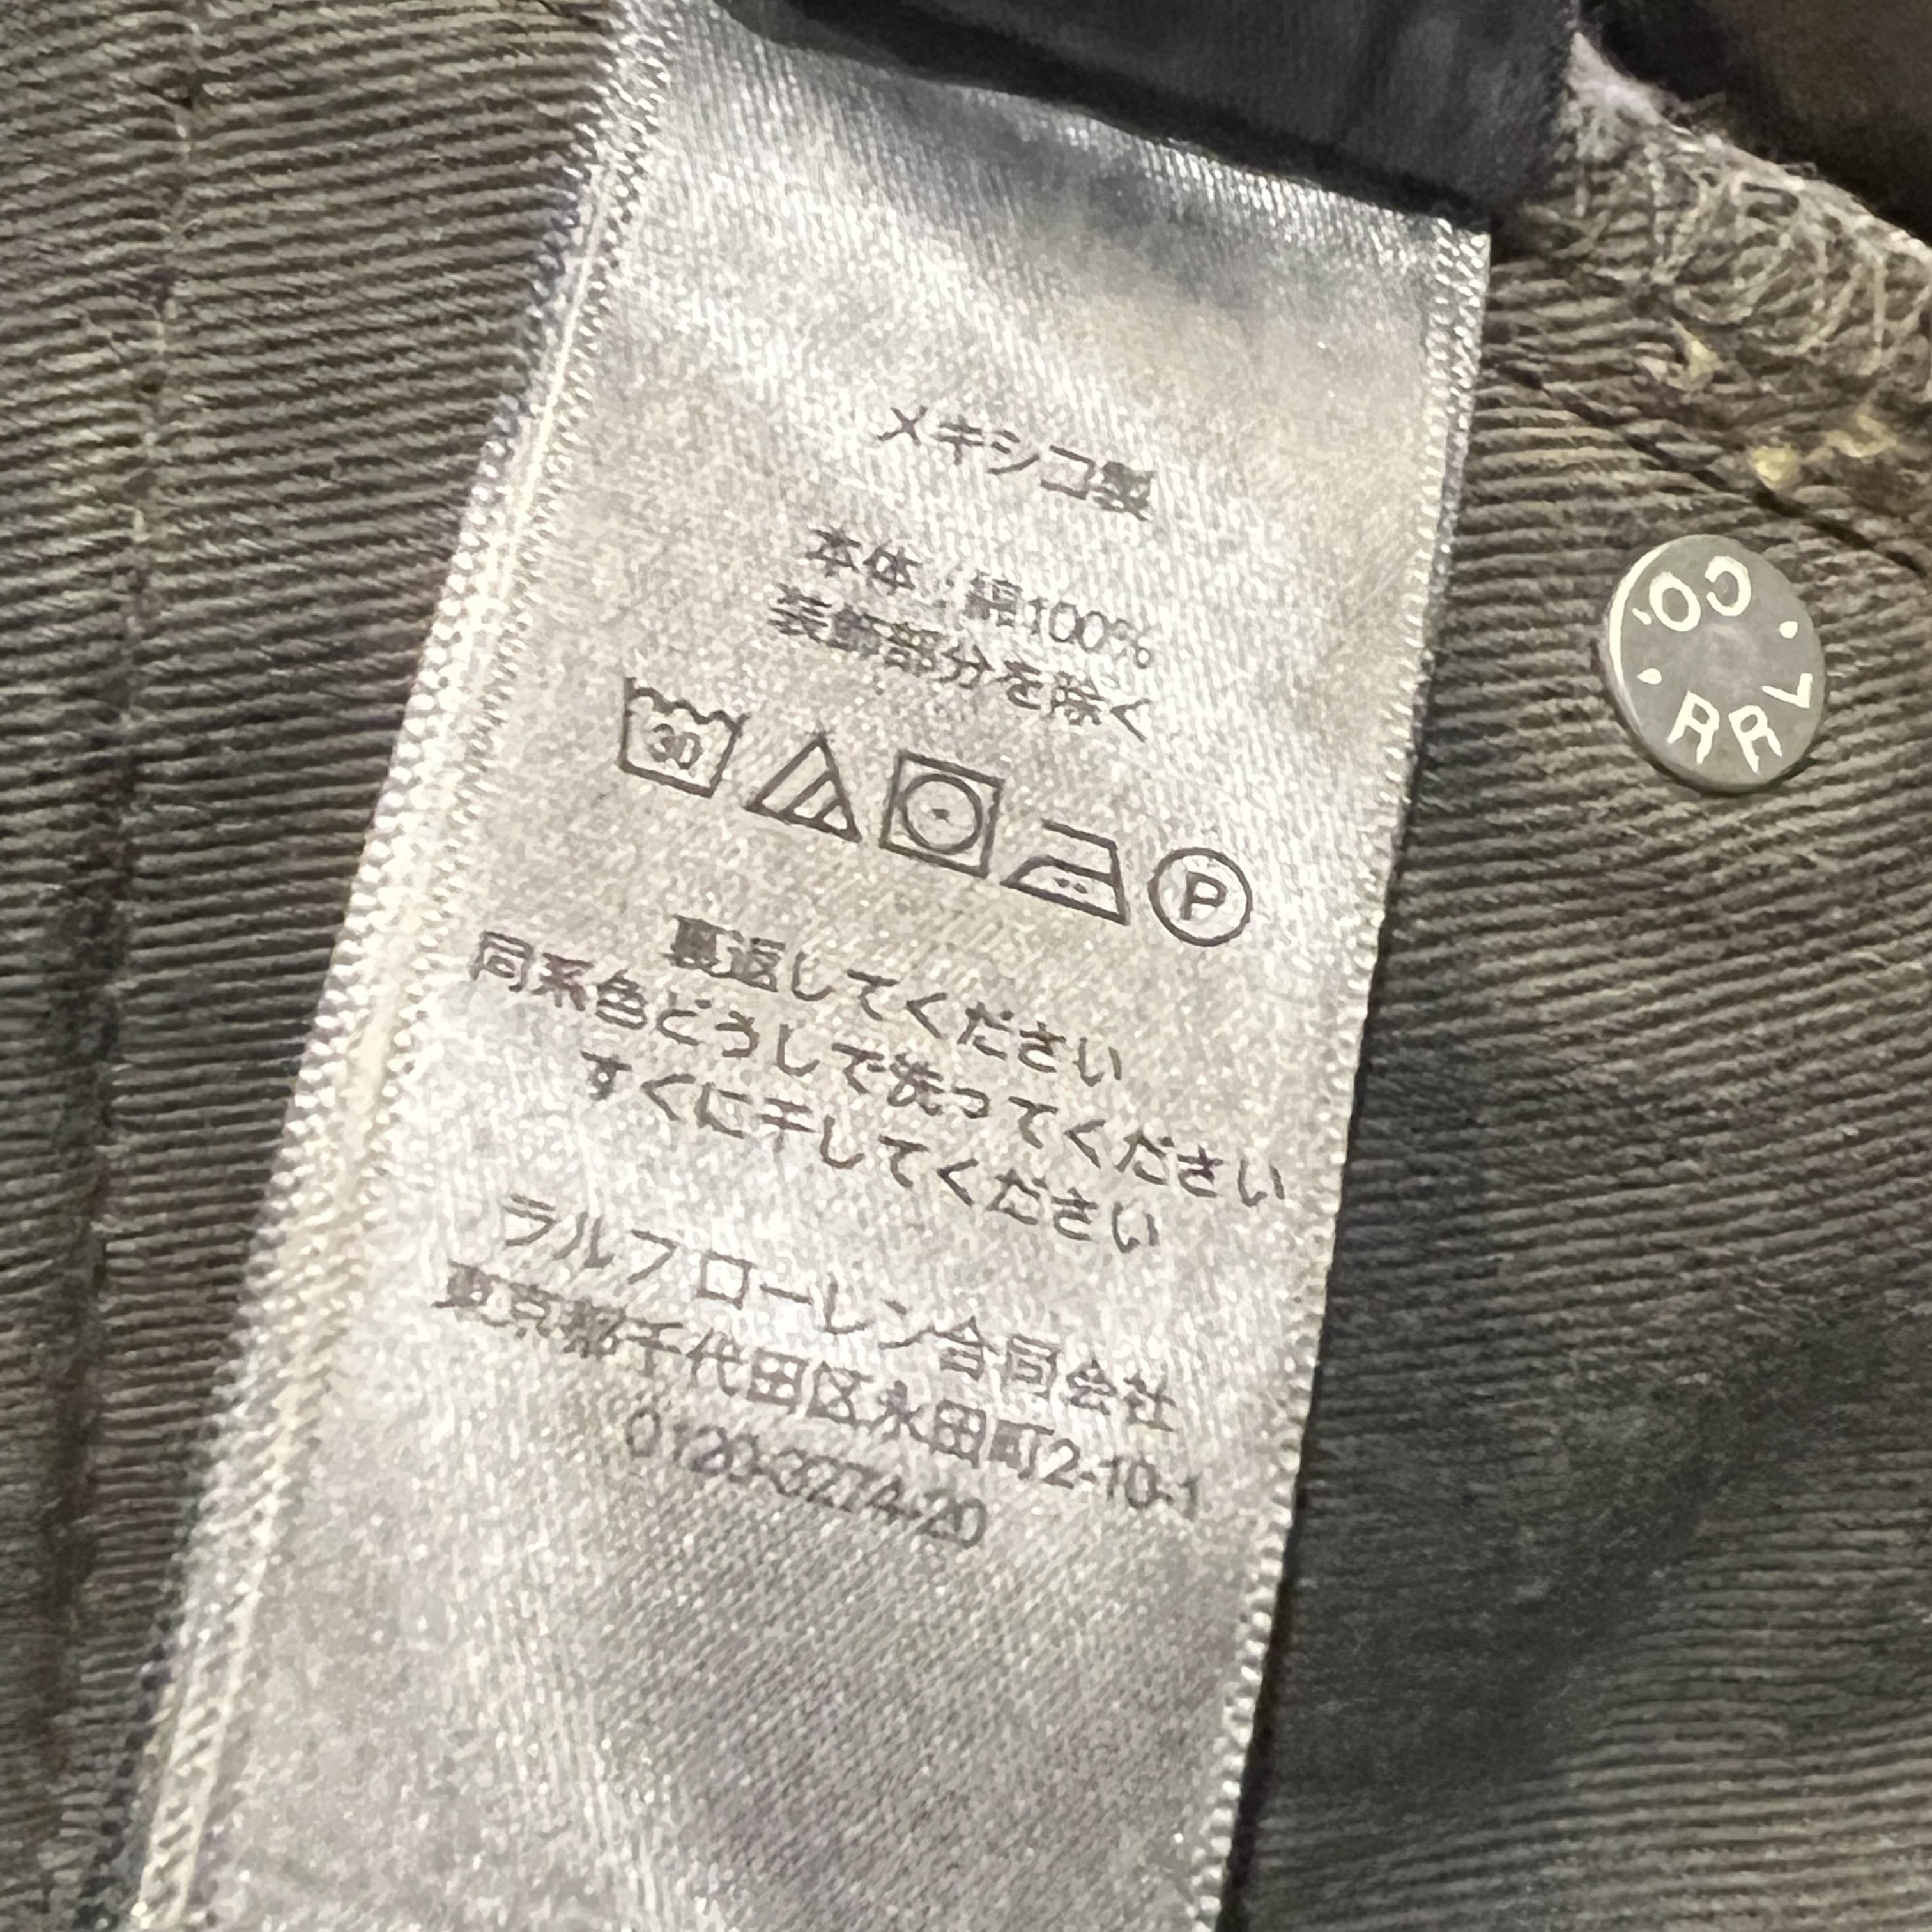 メキシコ製
本体：綿100%
装飾部分を除く
30
P
裏返してください
同系色どうしで洗ってください
すぐに干してください
ラルフローレン合同会社
東京都千代田区永田町2-10-1
0120-3274-20
RRL
CO.